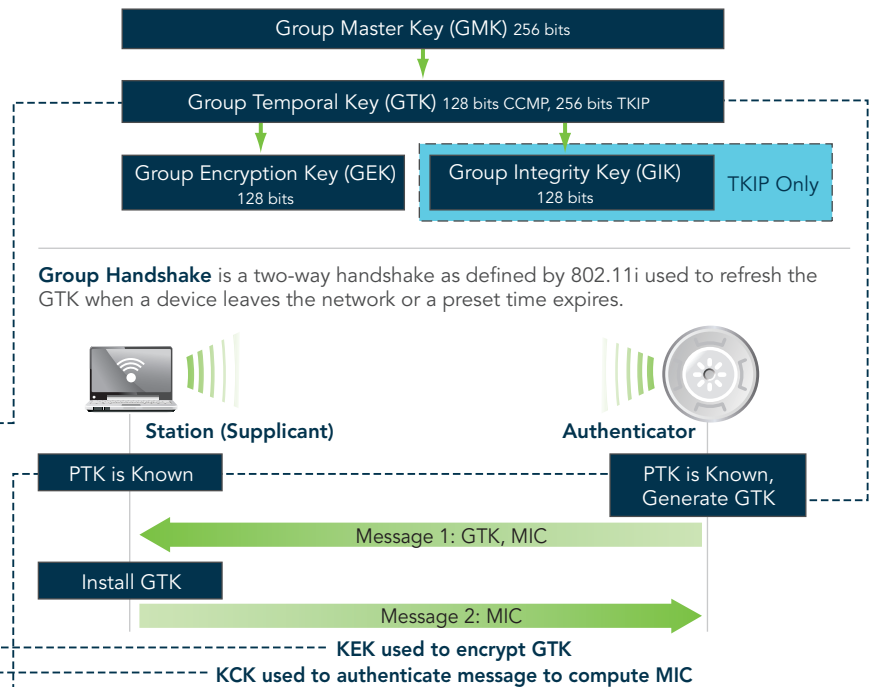 Group Master Key (GMK) 256 bits
Group Temporal Key (GTK) 128 bits CCMP, 256 bits TKIP
Group Encryption Key (GEK)
128 bits
Group Integrity Key (GIK)
128 bits
TKIP Only
Group Handshake is a two-way handshake as defined by 802.11i used to refresh the
GTK when a device leaves the network or a preset time expires.
Station (Supplicant)
Authenticator
PTK is Known
PTK is Known,
Generate GTK
Message 1: GTK, MIC
Install GTK
Message 2: MIC
KEK used to encrypt GTK
KCK used to authenticate message to compute MIC